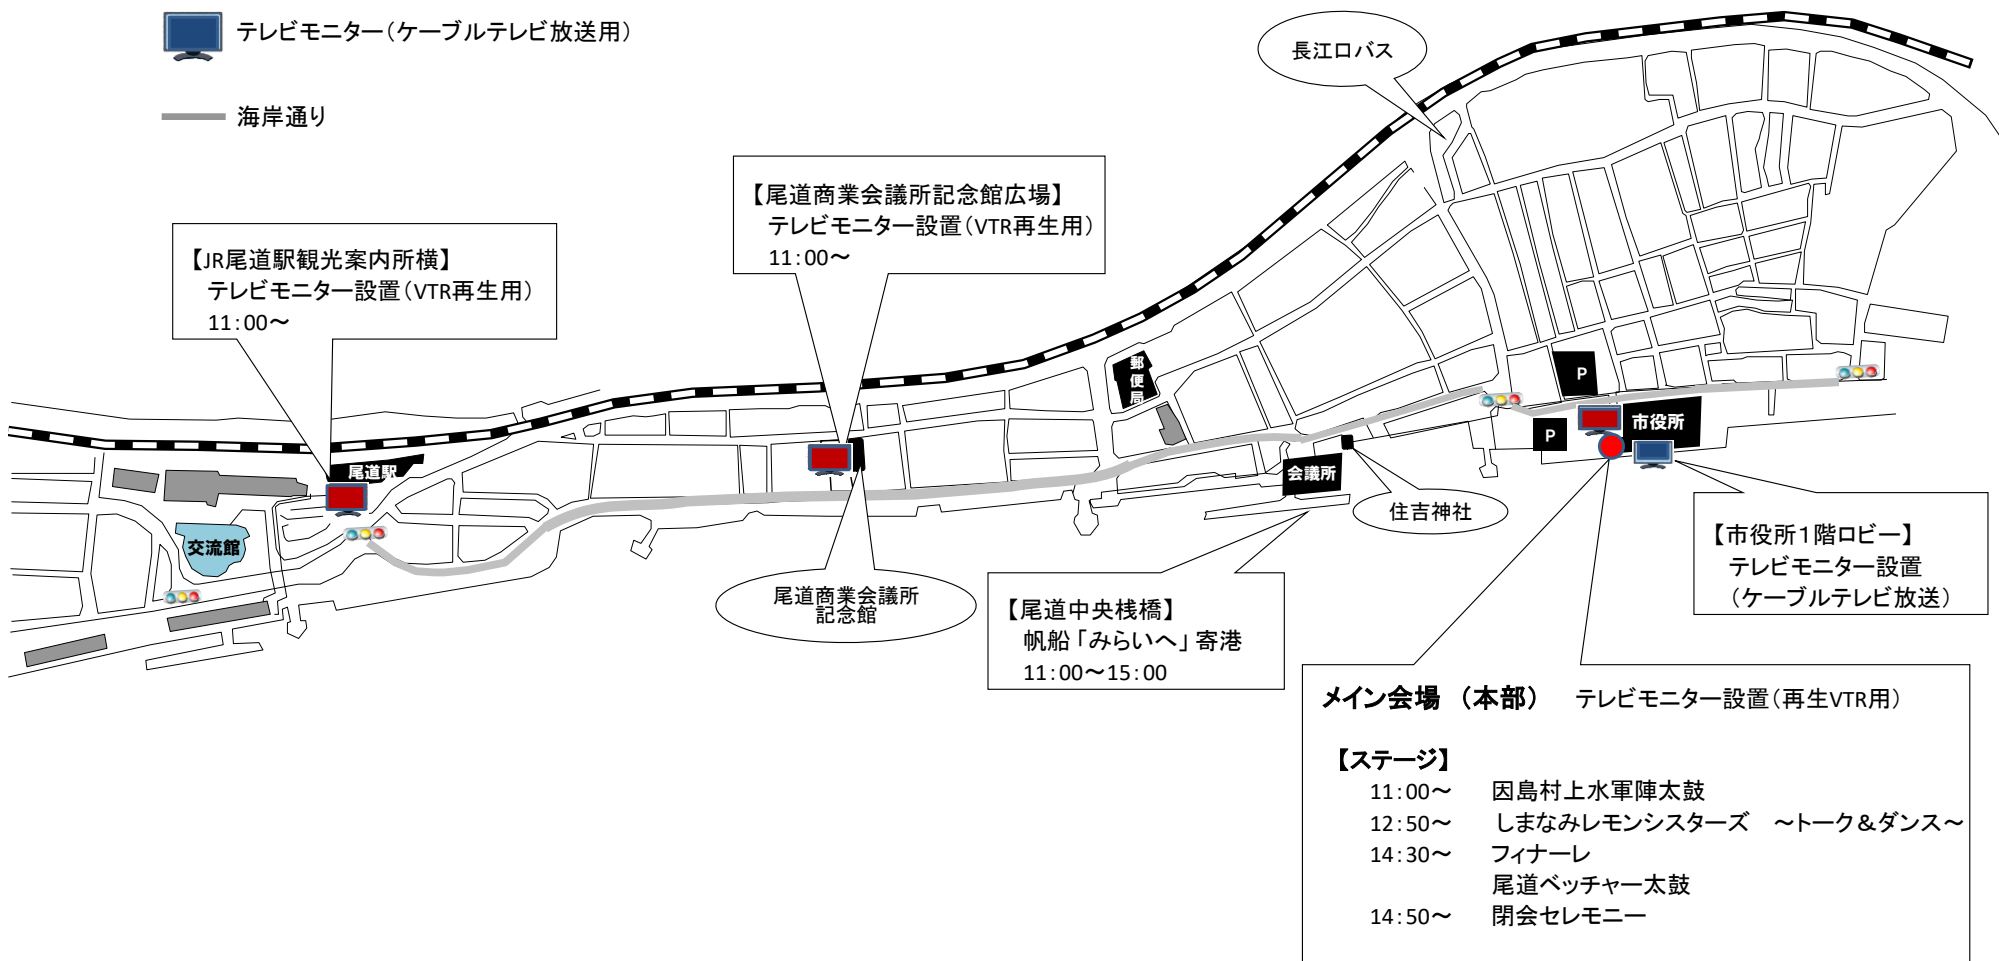 テレビモニター（ケーブルテレビ放送用）
海岸通り
長江口バス
【尾道商業会議所記念館広場】
テレビモニター設置（VTR再生用）
11：00～
【JR尾道駅観光案内所横】
テレビモニター設置（VTR再生用）
11：00～
郵便局
P
市役所
P
尾道駅
会議所
住吉神社
交流館
【市役所１階ロビー】
テレビモニター設置
（ケーブルテレビ放送）
尾道商業会議所
記念館
【尾道中央桟橋】
帆船「みらいへ」寄港
11：00～15：00
メイン会場 （本部） テレビモニター設置（再生VTR用）
【ステージ】
11：00～ 因島村上水軍陣太鼓
12：50～ しまなみレモンシスターズ ～トーク＆ダンス～
14：30～ フィナーレ
尾道ベッチャー太鼓
14：50～ 閉会セレモニー